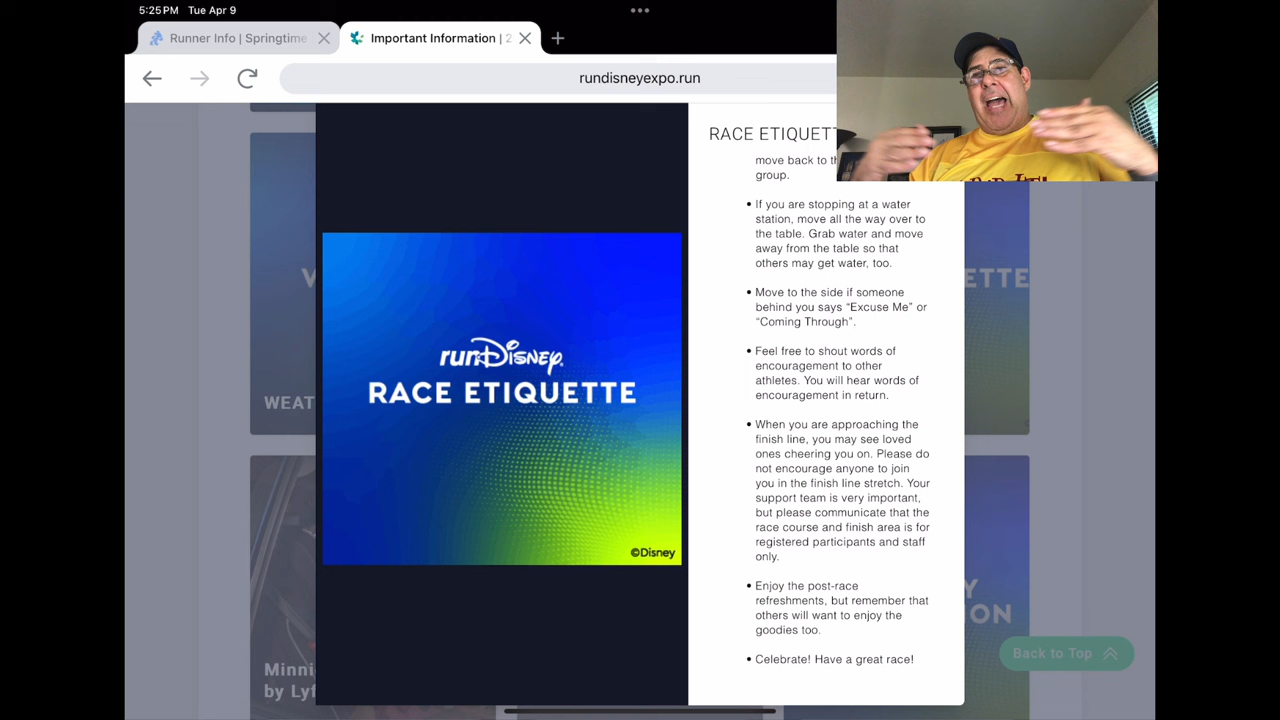 5:25 PM Tue Apr 9
Runner Info | Springtime
Important Information | 2
rundisneyexpo.run
RACE ETIQUETT
move back to th
group.
• If you are stopping at a water
station, move all the way over to
the table. Grab water and move
away from the table so that
others may get water, too.
• Move to the side if someone
behind you says “Excuse Me” or
“Coming Through”.
• Feel free to shout words of
encouragement to other
athletes. You will hear words of
encouragement in return.
• When you are approaching the
finish line, you may see loved
ones cheering you on. Please do
not encourage anyone to join
you in the finish line stretch. Your
support team is very important,
but please communicate that the
race course and finish area is for
registered participants and staff
only.
• Enjoy the post-race
refreshments, but remember that
others will want to enjoy the
goodies too.
• Celebrate! Have a great race!
runDisney
RACE ETIQUETTE
©Disney
WEAT
ETTE
Minni
by Lyf
Y
ON
Back to Top